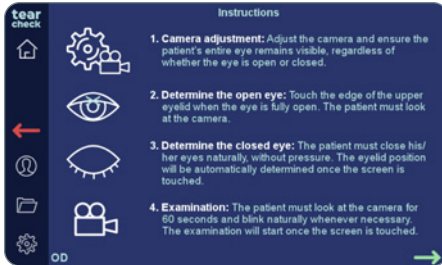 tear
check
Instructions
1. Camera adjustment: Adjust the camera and ensure the
patient's entire eye remains visible, regardless of
whether the eye is open or closed.
2. Determine the open eye: Touch the edge of the upper
eyelid when the eye is fully open. The patient must look
at the camera.
3. Determine the closed eye: The patient must close his/
her eyes naturally, without pressure. The eyelid position
will be automatically determined once the screen is
touched.
4. Examination: The patient must look at the camera for
60 seconds and blink naturally whenever necessary.
The examination will start once the screen is touched.
OD